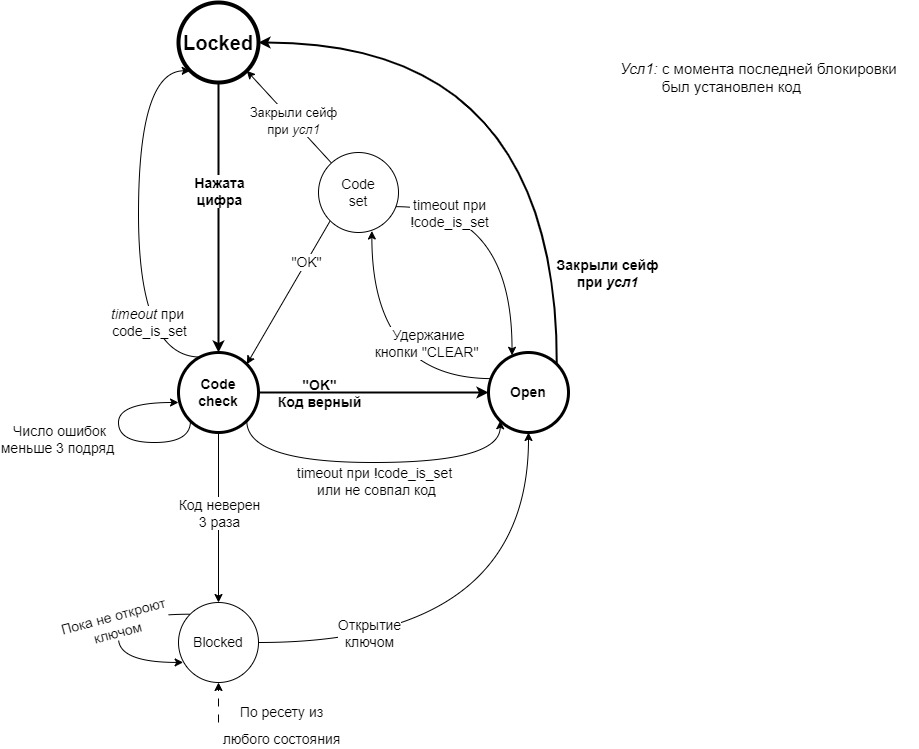 Locked
Усл1: с момента последней блокировки
был установлен код
Закрыли сейф
при усл1
Нажата
цифра
Code
set
timeout при
!code_is_set
"OK"
Закрыли сейф
при усл1
timeout при
code_is_set
Удержание
кнопки "CLEAR"
Code
check
"OK"
Код верный
Open
Число ошибок
меньше 3 подряд
timeout при !code_is_set
или не совпал код
Код неверен
3 раза
Пока не откроют
ключом
Blocked
Открытие
ключом
По ресету из
любого состояния